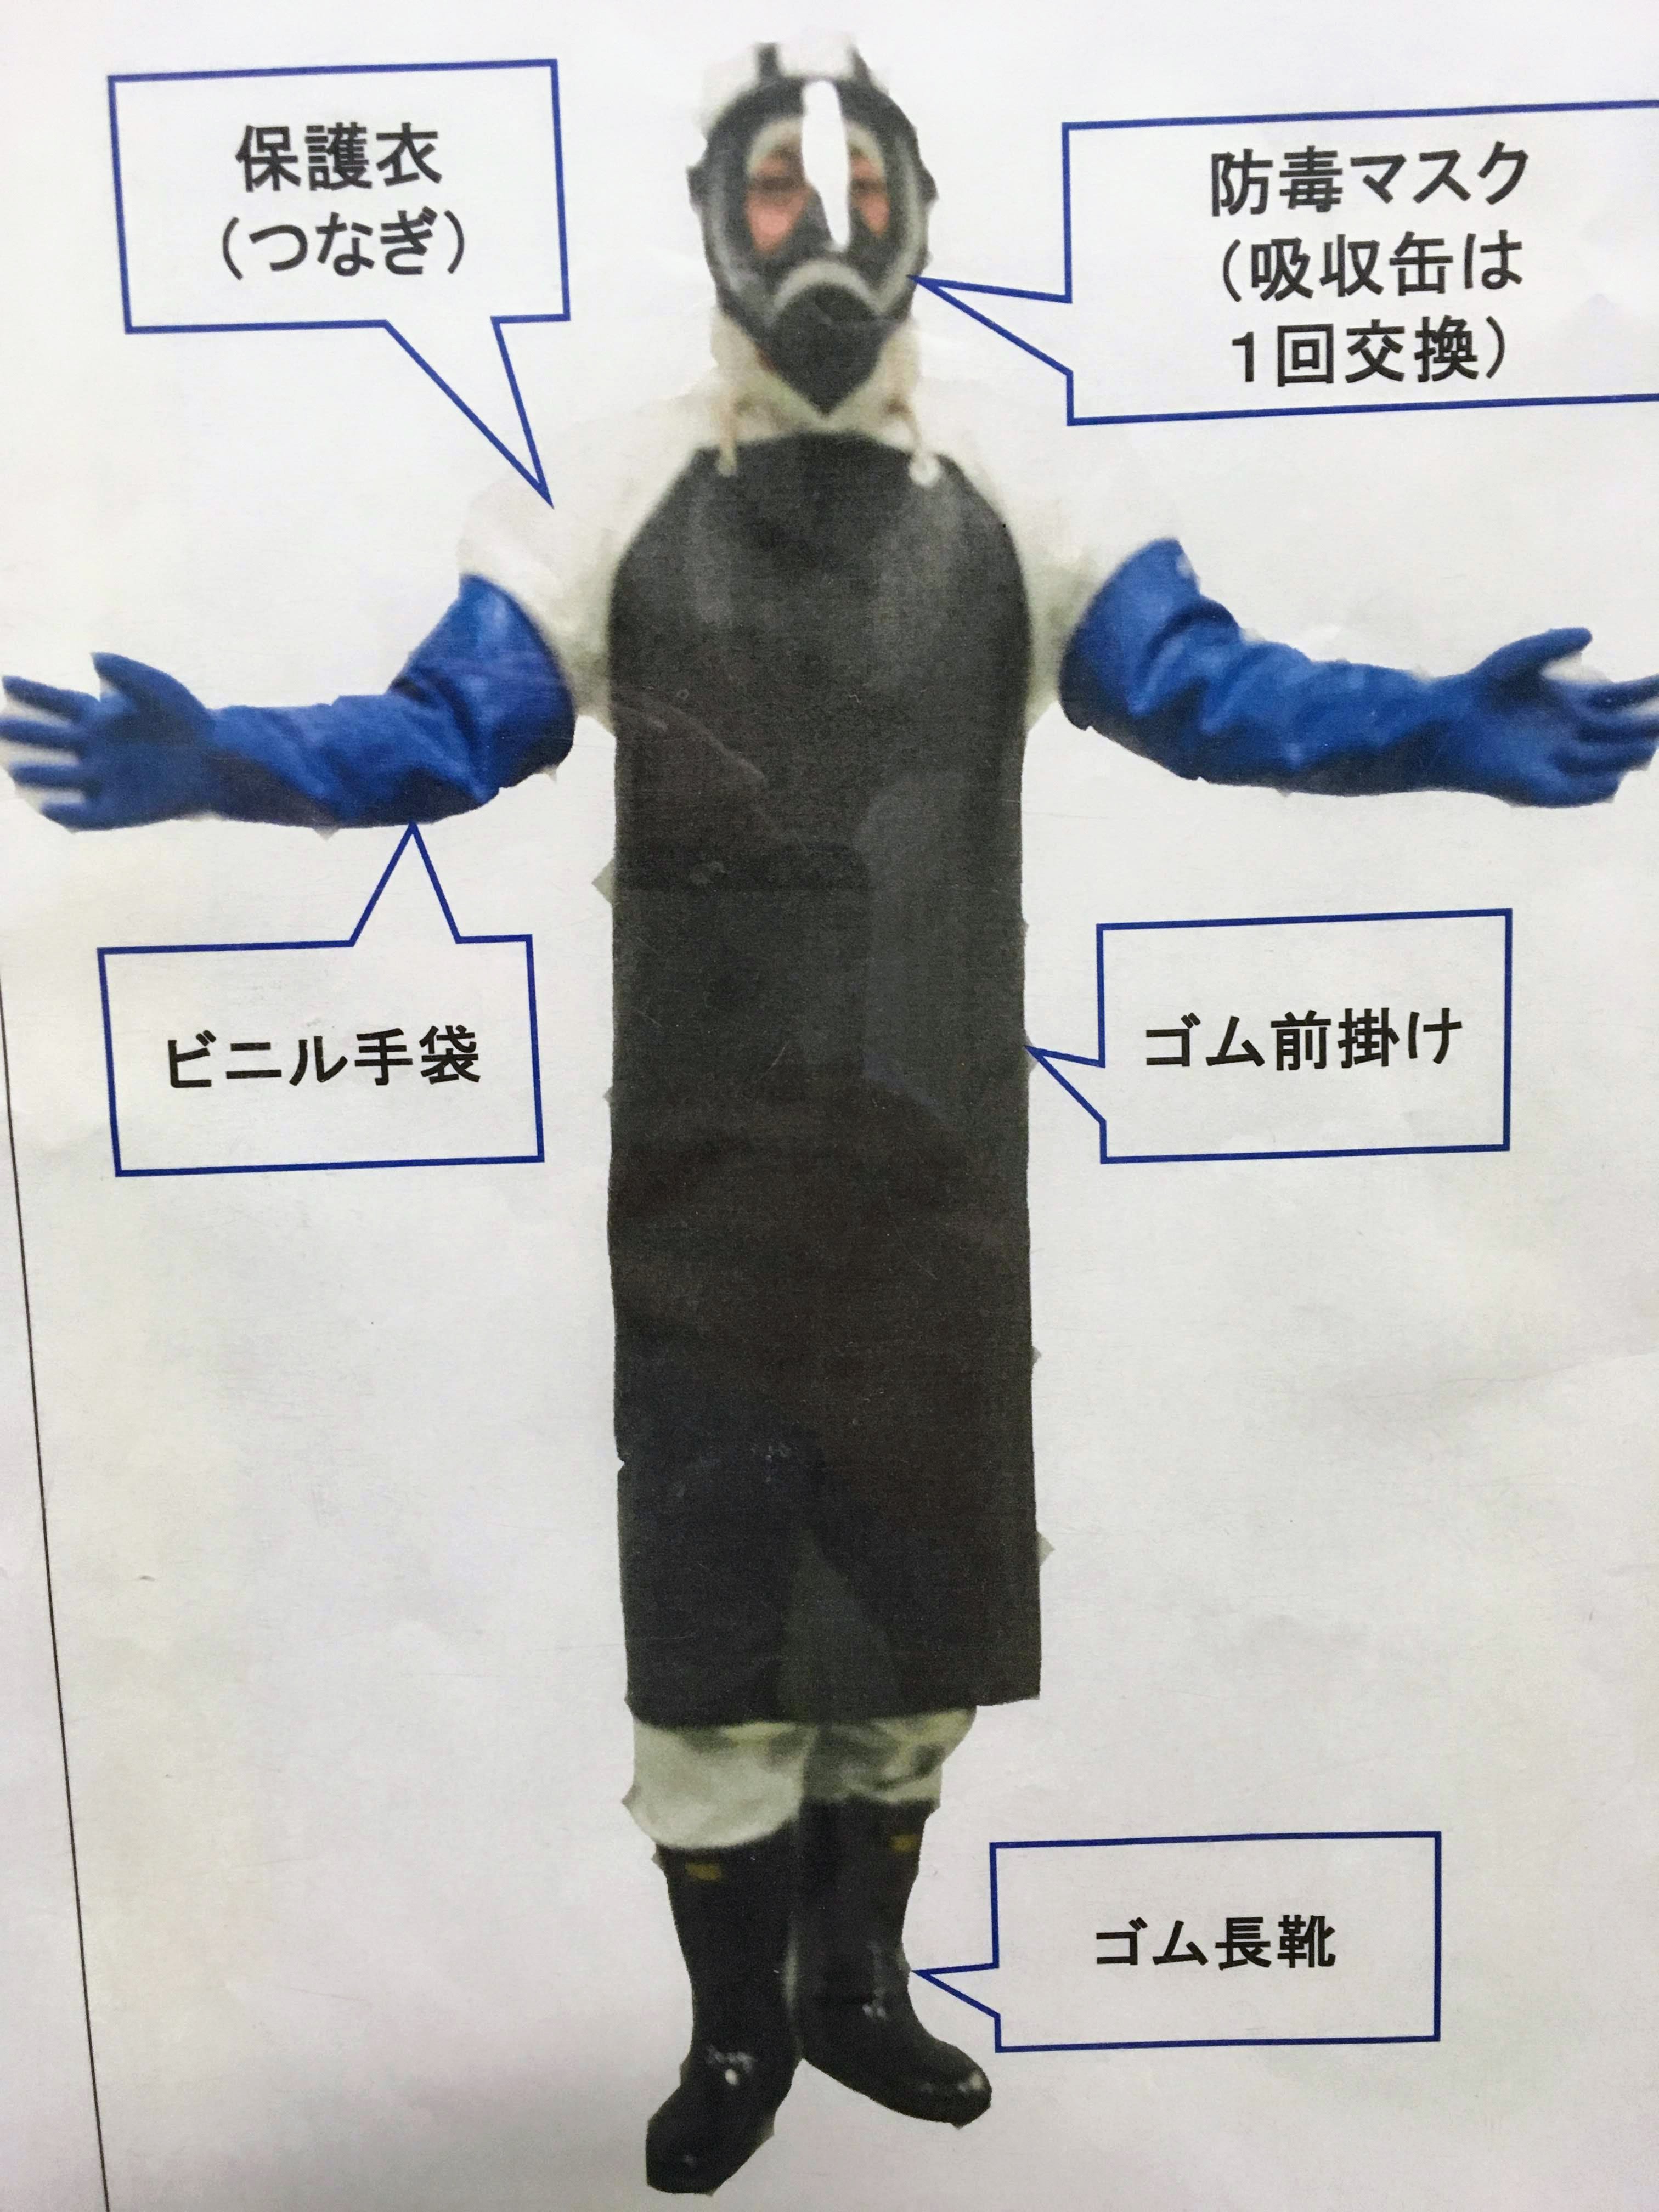 保護衣
(つなぎ)
防毒マスク
(吸収缶は
1回交換)
ビニル手袋
ゴム前掛け
ゴム長靴